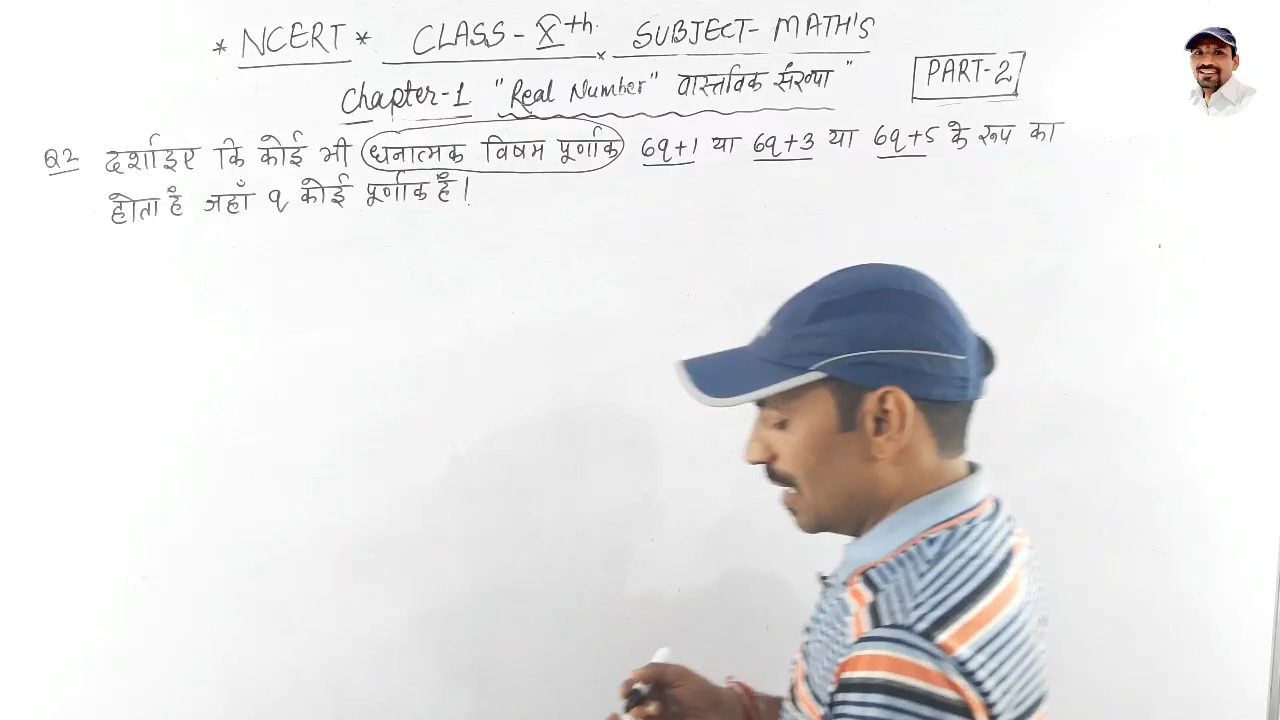 * NCERT * CLASS - Xth. SUBJECT- MATH'S
Chapter-1. "Real Number" वास्तविक संख्या" PART-2
Q2 दर्शाइए कि कोई भी धनात्मक विषम पूर्णाक 6q+1 या 6q+3 या 6q+5 के रूप का
होता हैं जहाँ q कोई पूर्णाक हैं।